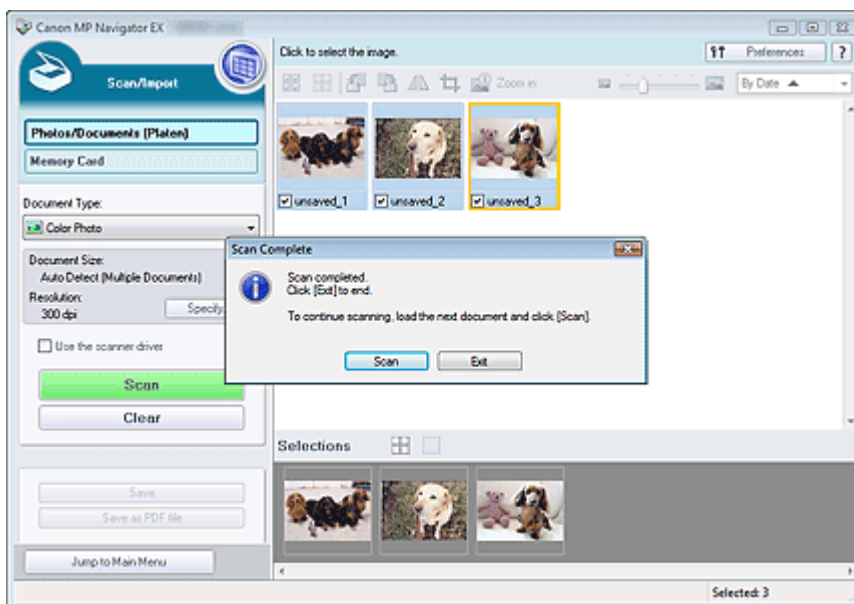 Canon MP Navigator EX
Scan/Import
Photos/Documents (Platen)
Memory Card
Document Type:
Color Photo
Document Size:
Auto Detect (Multiple Documents)
Resolution:
300 dpi
Specify
Use the scanner driver
Scan
Clear
Save
Save as PDF file
Jump to Main Menu
Click to select the image.
Preferences
?
Zoom in
By Date
unsaved_1
unsaved_2
unsaved_3
Scan Complete
Scan completed.
Click [Exit] to end.
To continue scanning, load the next document and click [Scan].
Scan
Exit
Selections
Selected: 3